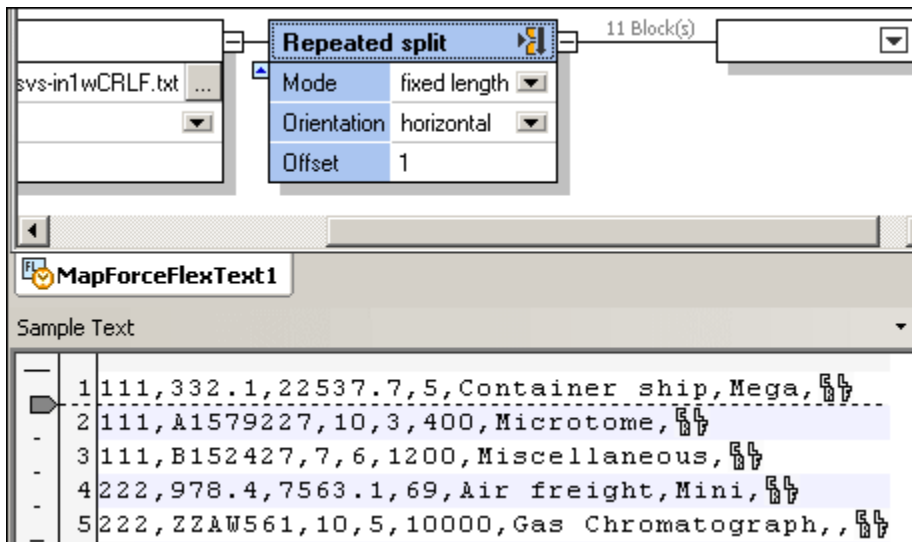 Repeated split
11 Block(s)
svs-in1wCRLF.txt ...
Mode fixed length
Orientation horizontal
Offset 1
MapForceFlexText1
Sample Text
1 111,332.1,22537.7,5,Container ship,Mega,
2 111,A1579227,10,3,400,Microtome,
3 111,B152427,7,6,1200,Miscellaneous,
4 222,978.4,7563.1,69,Air freight,Mini,
5 222,ZZAW561,10,5,10000,Gas Chromatograph,,